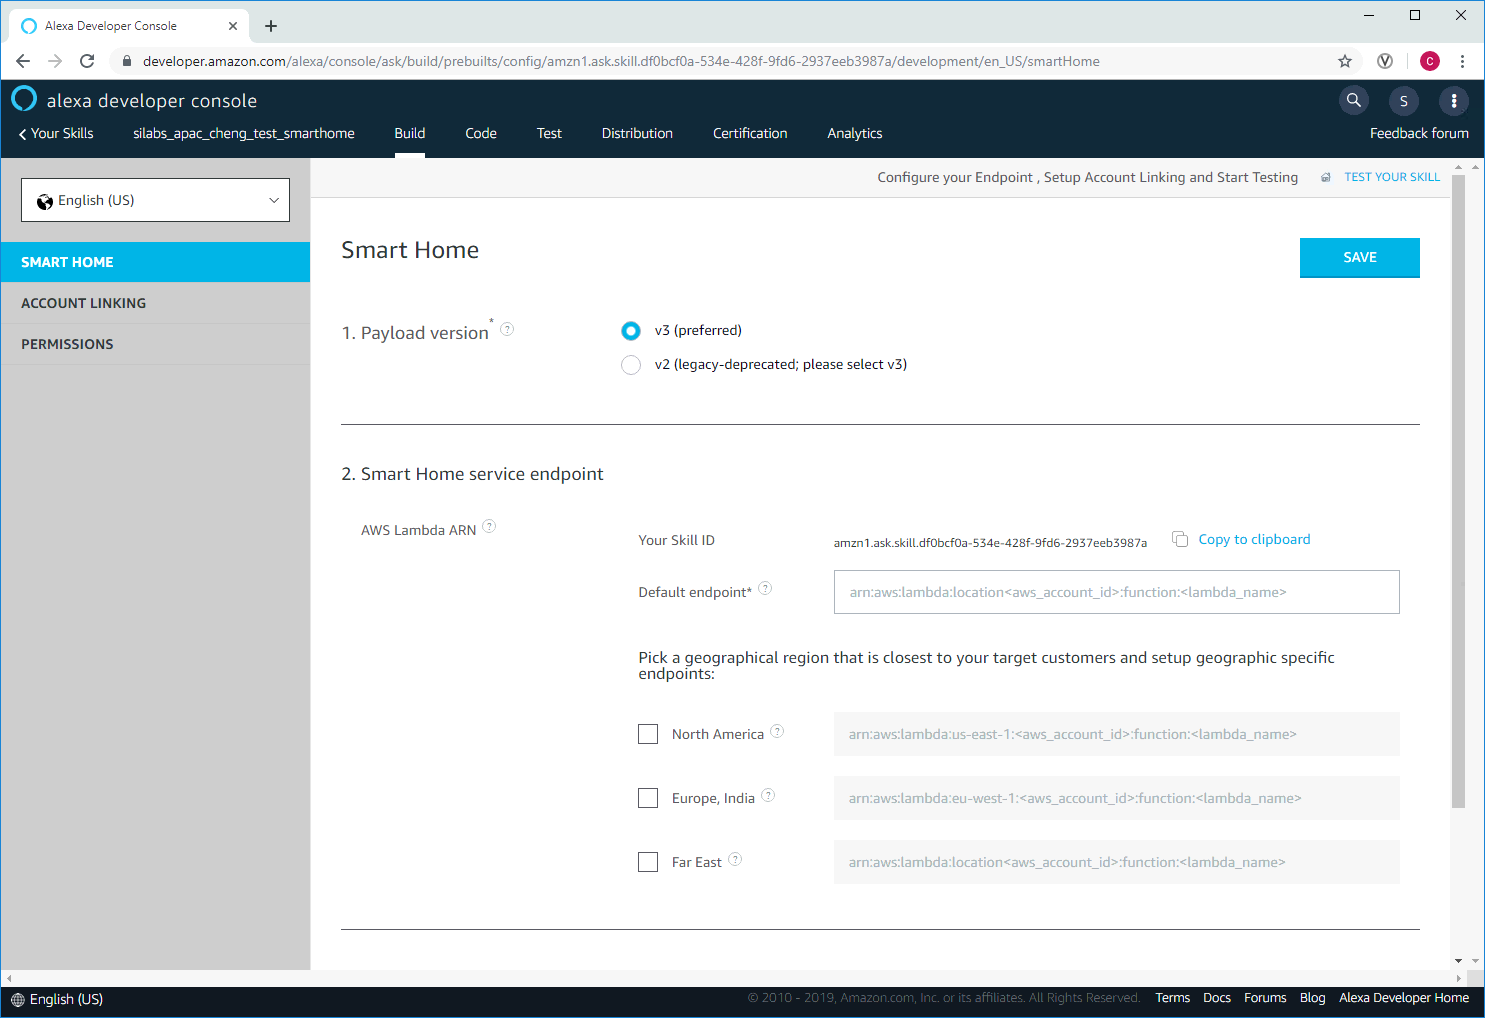 Alexa Developer Console
developer.amazon.com/alexa/console/ask/build/prebuilts/config/amzn1.ask.skill.df0bcf0a-534e-428f-9fd6-2937eeb3987a/development/en_US/smartHome
C
alexa developer console
S
Your Skills silabs_apac_cheng_test_smarthome Build Code Test Distribution Certification Analytics Feedback forum
English (US)
SMART HOME
ACCOUNT LINKING
PERMISSIONS
Configure your Endpoint , Setup Account Linking and Start Testing TEST YOUR SKILL
Smart Home
SAVE
1. Payload version* ?
v3 (preferred)
v2 (legacy-deprecated; please select v3)
2. Smart Home service endpoint
AWS Lambda ARN ?
Your Skill ID amzn1.ask.skill.df0bcf0a-534e-428f-9fd6-2937eeb3987a Copy to clipboard
Default endpoint* ? arn:aws:lambda:location<aws_account_id>:function:<lambda_name>
Pick a geographical region that is closest to your target customers and setup geographic specific
endpoints:
North America ? arn:aws:lambda:us-east-1:<aws_account_id>:function:<lambda_name>
Europe, India ? arn:aws:lambda:eu-west-1:<aws_account_id>:function:<lambda_name>
Far East ? arn:aws:lambda:location<aws_account_id>:function:<lambda_name>
English (US) © 2010 - 2019, Amazon.com, Inc. or its affiliates. All Rights Reserved. Terms Docs Forums Blog Alexa Developer Home